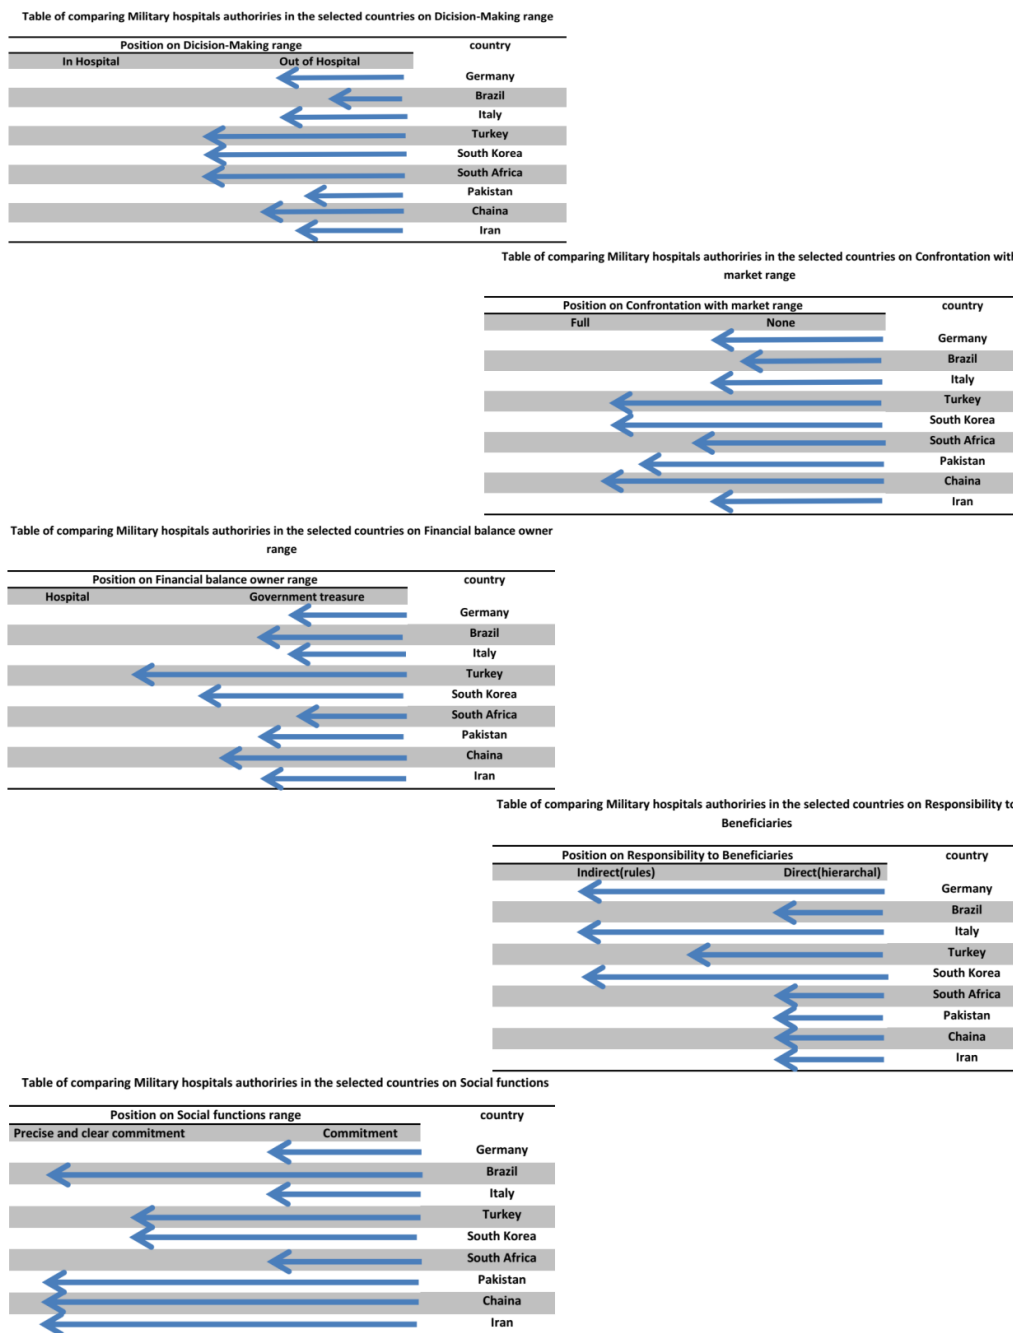 Table of comparing Military hospitals authoriries in the selected countries on Dicision-Making range
Position on Dicision-Making range country
In Hospital Out of Hospital
Germany
Brazil
Italy
Turkey
South Korea
South Africa
Pakistan
Chaina
Iran
Table of comparing Military hospitals authoriries in the selected countries on Confrontation with
market range
Position on Confrontation with market range country
Full None
Germany
Brazil
Italy
Turkey
South Korea
South Africa
Pakistan
Chaina
Iran
Table of comparing Military hospitals authoriries in the selected countries on Financial balance owner
range
Position on Financial balance owner range country
Hospital Government treasure
Germany
Brazil
Italy
Turkey
South Korea
South Africa
Pakistan
Chaina
Iran
Table of comparing Military hospitals authoriries in the selected countries on Responsibility to
Beneficiaries
Position on Responsibility to Beneficiaries country
Indirect(rules) Direct(hierarchal)
Germany
Brazil
Italy
Turkey
South Korea
South Africa
Pakistan
Chaina
Iran
Table of comparing Military hospitals authoriries in the selected countries on Social functions
Position on Social functions range country
Precise and clear commitment Commitment
Germany
Brazil
Italy
Turkey
South Korea
South Africa
Pakistan
Chaina
Iran